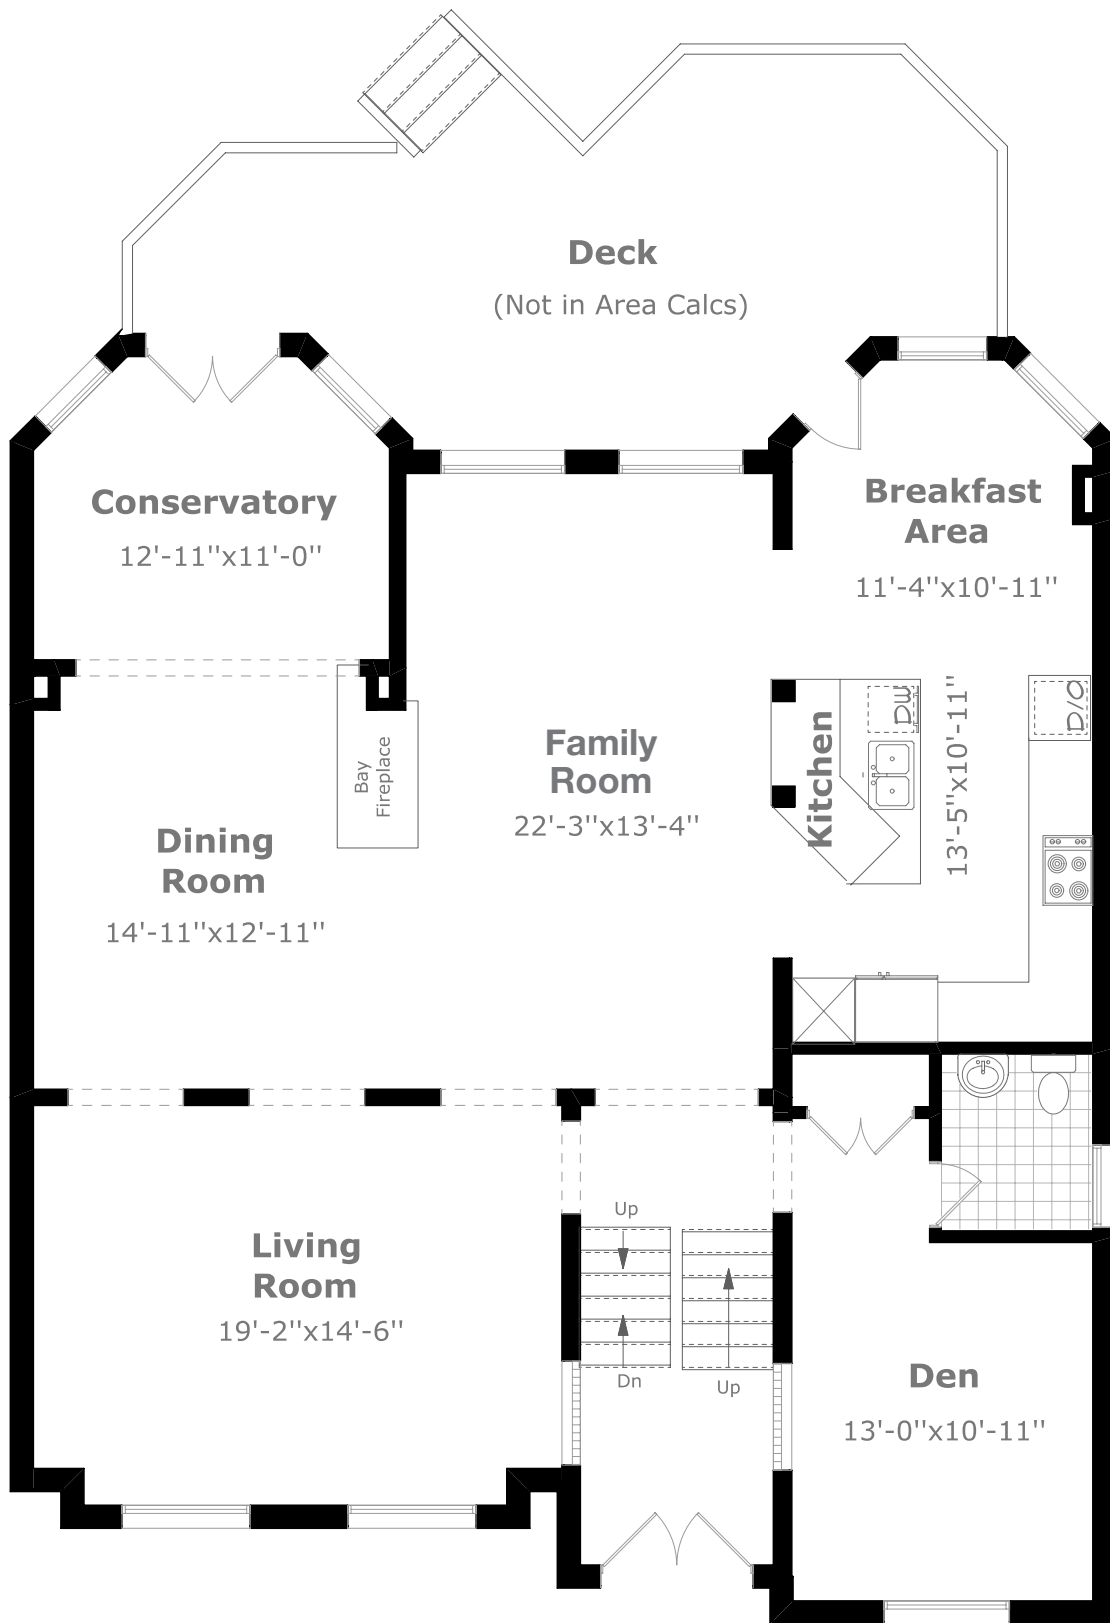 Deck
(Not in Area Calcs)
Conservatory
12'-11''x11'-0''
Breakfast
Area
11'-4''x10'-11''
Bay
Fireplace
Family
Room
22'-3''x13'-4''
Kitchen
13'-5''x10'-11''
DW
D/O
Dining
Room
14'-11''x12'-11''
Living
Room
19'-2''x14'-6''
Up
Dn
Up
Den
13'-0''x10'-11''